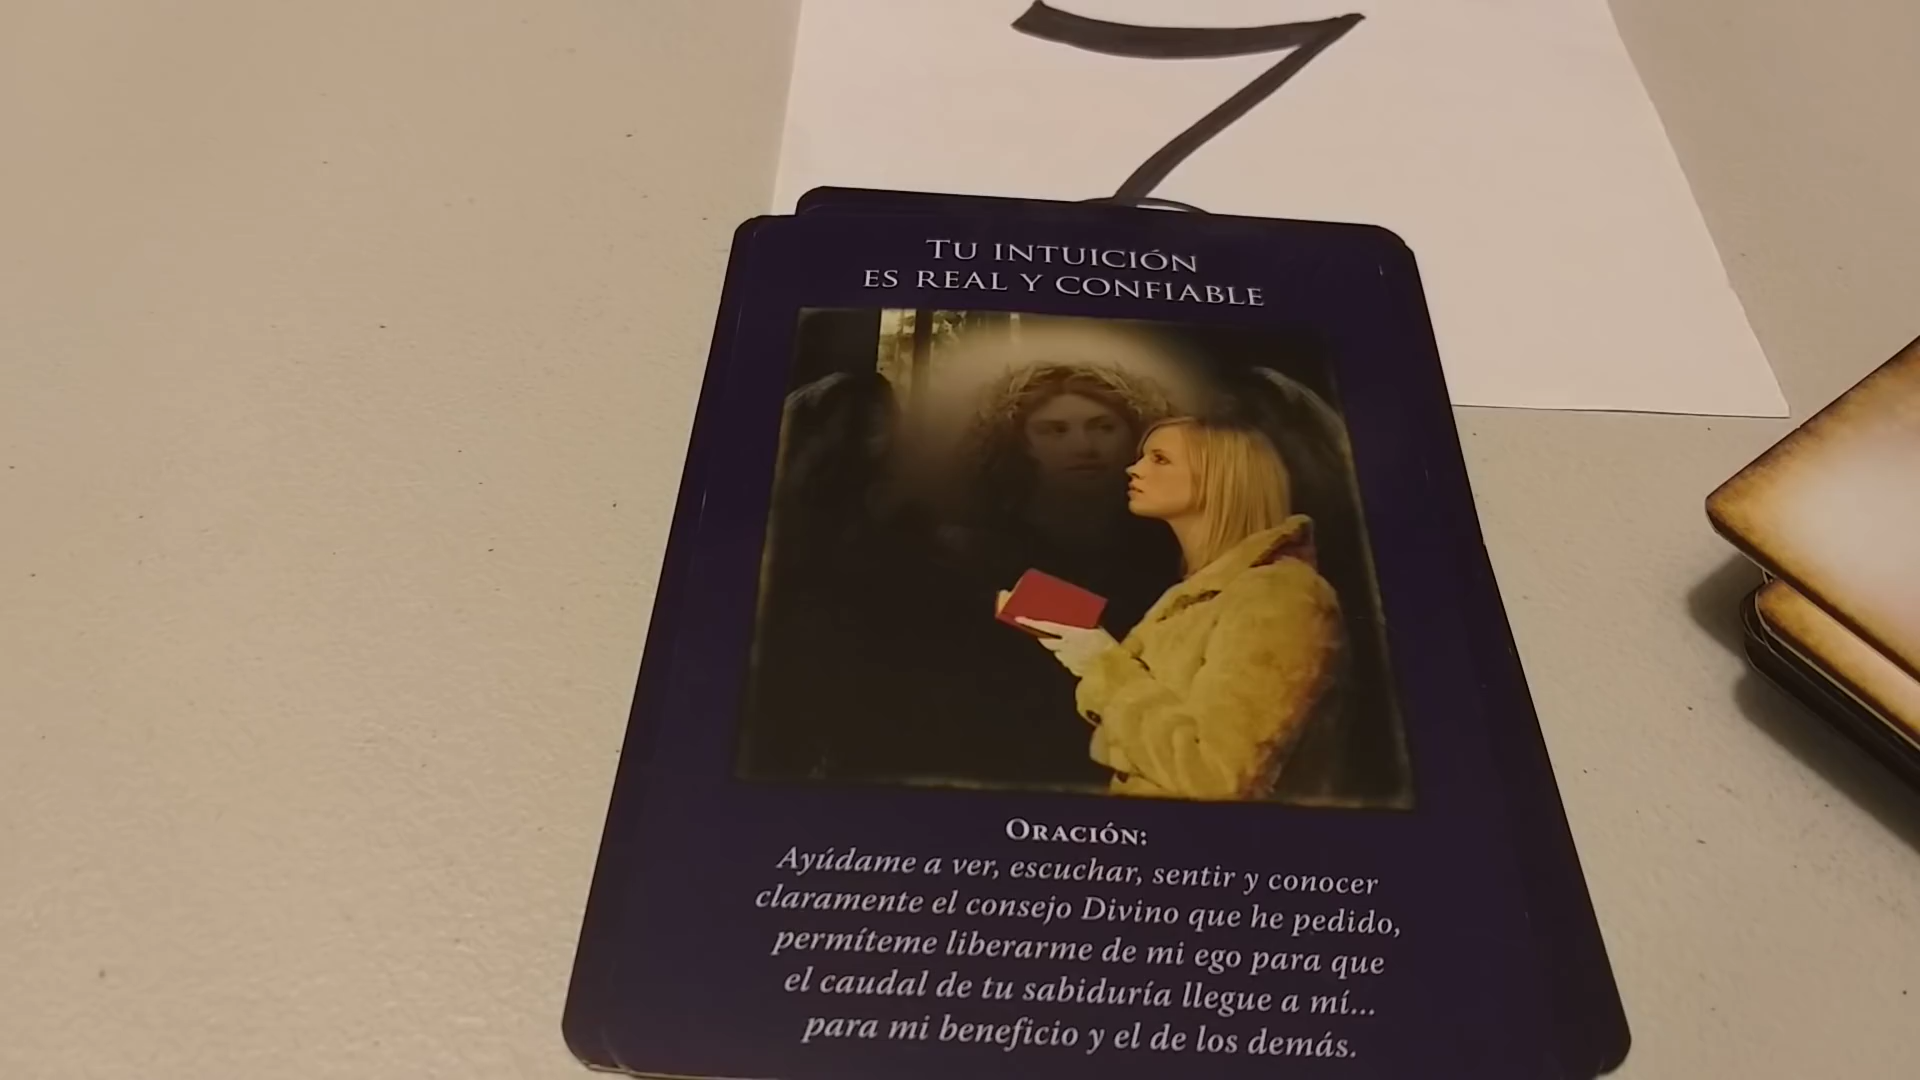 7
TU INTUICIÓN
ES REAL Y CONFIABLE
ORACIÓN:
Ayúdame a ver, escuchar, sentir y conocer
claramente el consejo Divino que he pedido,
permíteme liberarme de mi ego para que
el caudal de tu sabiduría llegue a mí...
para mi beneficio y el de los demás.